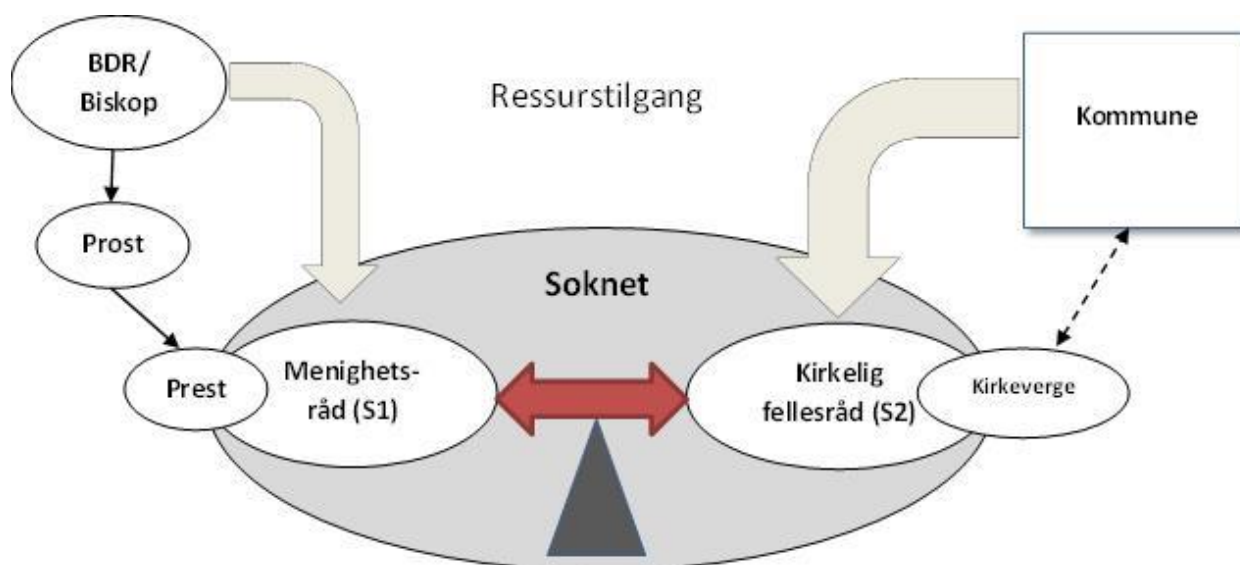 BDR/
Biskop
Ressurstilgang
Kommune
Prost
Soknet
Prest
Menighets-
råd (S1)
Kirkelig
fellesråd (S2)
Kirkeverge